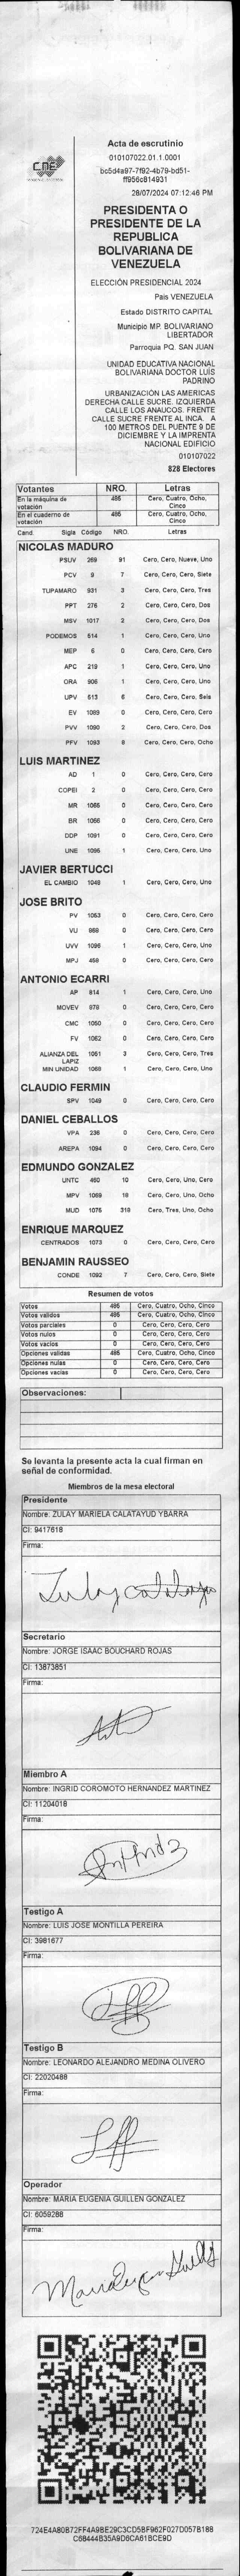 CNE
Acta de escrutinio
010107022.01.1.0001
bc5d4a97-7f92-4b79-bd51-
ff956c814931
28/07/2024 07:12:46 PM
PRESIDENTA O
PRESIDENTE DE LA
REPUBLICA
BOLIVARIANA DE
VENEZUELA
ELECCIÓN PRESIDENCIAL 2024
País VENEZUELA
Estado DISTRITO CAPITAL
Municipio MP. BOLIVARIANO
LIBERTADOR
Parroquia PQ. SAN JUAN
UNIDAD EDUCATIVA NACIONAL
BOLIVARIANA DOCTOR LUIS
PADRINO
URBANIZACIÓN LAS AMERICAS
DERECHA CALLE SUCRE. IZQUIERDA
CALLE LOS ANAUCOS. FRENTE
CALLE SUCRE FRENTE AL INCA. A
100 METROS DEL PUENTE 9 DE
DICIEMBRE Y LA IMPRENTA
NACIONAL EDIFICIO
010107022
828 Electores
Votantes NRO. Letras
En la máquina de votación 485 Cero, Cuatro, Ocho, Cinco
En el cuaderno de votación 485 Cero, Cuatro, Ocho, Cinco
Cand. Sigla Código NRO. Letras
NICOLAS MADURO
PSUV 269 91 Cero, Cero, Nueve, Uno
PCV 9 7 Cero, Cero, Cero, Siete
TUPAMARO 931 3 Cero, Cero, Cero, Tres
PPT 276 2 Cero, Cero, Cero, Dos
MSV 1017 2 Cero, Cero, Cero, Dos
PODEMOS 514 1 Cero, Cero, Cero, Uno
MEP 6 0 Cero, Cero, Cero, Cero
APC 219 1 Cero, Cero, Cero, Uno
ORA 906 1 Cero, Cero, Cero, Uno
UPV 613 6 Cero, Cero, Cero, Seis
EV 1089 0 Cero, Cero, Cero, Cero
PVV 1090 2 Cero, Cero, Cero, Dos
PFV 1093 8 Cero, Cero, Cero, Ocho
LUIS MARTINEZ
AD 1 0 Cero, Cero, Cero, Cero
COPEI 2 0 Cero, Cero, Cero, Cero
MR 1065 0 Cero, Cero, Cero, Cero
BR 1066 0 Cero, Cero, Cero, Cero
DDP 1091 0 Cero, Cero, Cero, Cero
UNE 1095 1 Cero, Cero, Cero, Uno
JAVIER BERTUCCI
EL CAMBIO 1049 1 Cero, Cero, Cero, Uno
JOSE BRITO
PV 1053 0 Cero, Cero, Cero, Cero
VU 968 0 Cero, Cero, Cero, Cero
UVV 1096 1 Cero, Cero, Cero, Uno
MPJ 458 0 Cero, Cero, Cero, Cero
ANTONIO ECARRI
AP 814 1 Cero, Cero, Cero, Uno
MOVEV 978 0 Cero, Cero, Cero, Cero
CMC 1050 0 Cero, Cero, Cero, Cero
FV 1062 0 Cero, Cero, Cero, Cero
ALIANZA DEL LAPIZ 1051 3 Cero, Cero, Cero, Tres
MIN UNIDAD 1068 1 Cero, Cero, Cero, Uno
CLAUDIO FERMIN
SPV 1049 0 Cero, Cero, Cero, Cero
DANIEL CEBALLOS
VPA 236 0 Cero, Cero, Cero, Cero
AREPA 1094 0 Cero, Cero, Cero, Cero
EDMUNDO GONZALEZ
UNTC 460 10 Cero, Cero, Uno, Cero
MPV 1069 18 Cero, Cero, Uno, Ocho
MUD 1075 318 Cero, Tres, Uno, Ocho
ENRIQUE MARQUEZ
CENTRADOS 1073 0 Cero, Cero, Cero, Cero
BENJAMIN RAUSSEO
CONDE 1092 7 Cero, Cero, Cero, Siete
Resumen de votos
Votos 485 Cero, Cuatro, Ocho, Cinco
Votos validos 485 Cero, Cuatro, Ocho, Cinco
Votos parciales 0 Cero, Cero, Cero, Cero
Votos nulos 0 Cero, Cero, Cero, Cero
Votos vacios 0 Cero, Cero, Cero, Cero
Opciones validas 485 Cero, Cuatro, Ocho, Cinco
Opciones nulas 0 Cero, Cero, Cero, Cero
Opciones vacias 0 Cero, Cero, Cero, Cero
Observaciones:
Se levanta la presente acta la cual firman en
señal de conformidad.
Miembros de la mesa electoral
Presidente
Nombre: ZULAY MARIELA CALATAYUD YBARRA
CI: 9417618
Firma:
Zulay Calatayud
Secretario
Nombre: JORGE ISAAC BOUCHARD ROJAS
CI: 13873851
Firma:
Miembro A
Nombre: INGRID COROMOTO HERNANDEZ MARTINEZ
CI: 11204018
Firma:
Testigo A
Nombre: LUIS JOSE MONTILLA PEREIRA
CI: 3981677
Firma:
Testigo B
Nombre: LEONARDO ALEJANDRO MEDINA OLIVERO
CI: 22020488
Firma:
Operador
Nombre: MARIA EUGENIA GUILLEN GONZALEZ
CI: 6059288
Firma:
724E4A80B72FF4A9BE29C3CD5BF962F027D057B188
C68444B35A9D6CA61BCE9D